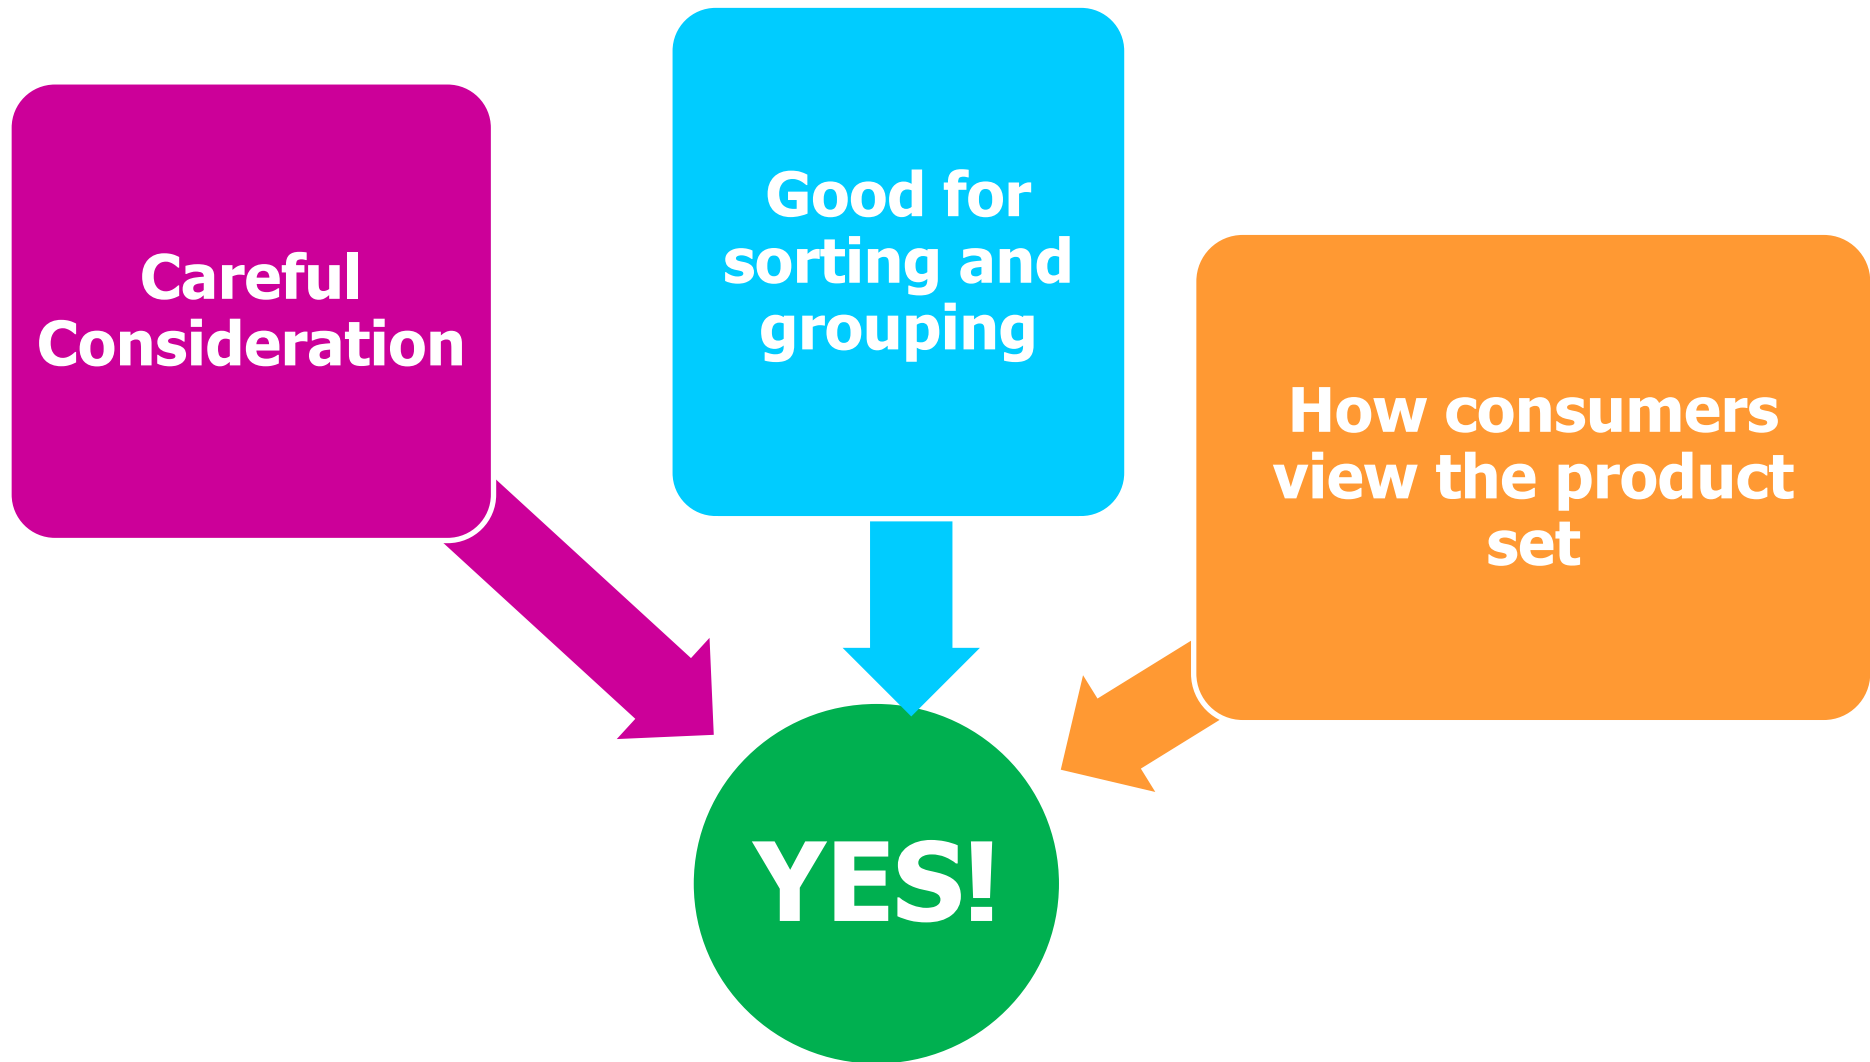 Careful
Consideration
Good for
sorting and
grouping
How consumers
view the product
set
YES!